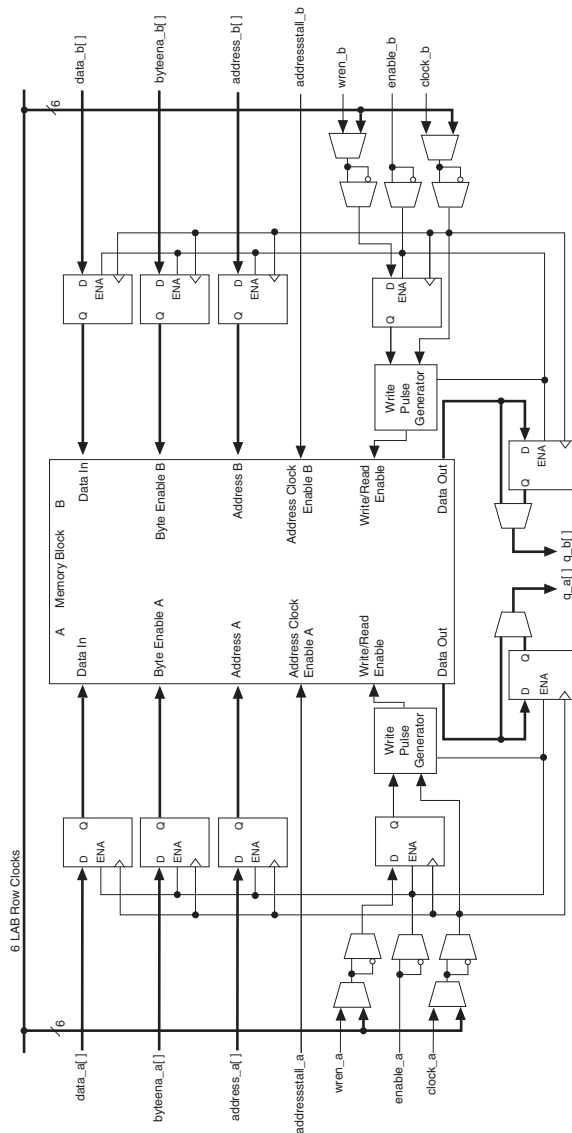 6 LAB Row Clocks
6
6
data_a[ ]
byteena_a[ ]
address_a[ ]
addressstall_a
wren_a
enable_a
clock_a
D Q
ENA
D Q
ENA
D Q
ENA
D Q
ENA
Write
Pulse
Generator
D Q
ENA
A Memory Block B
Data In
Data In
Byte Enable A
Byte Enable B
Address A
Address B
Address Clock
Enable A
Address Clock
Enable B
Write/Read
Enable
Write/Read
Enable
Data Out
Data Out
q_a[ ]
q_b[ ]
Q D
ENA
Q D
ENA
Q D
ENA
Q D
ENA
Write
Pulse
Generator
Q D
ENA
data_b[ ]
byteena_b[ ]
address_b[ ]
addressstall_b
wren_b
enable_b
clock_b